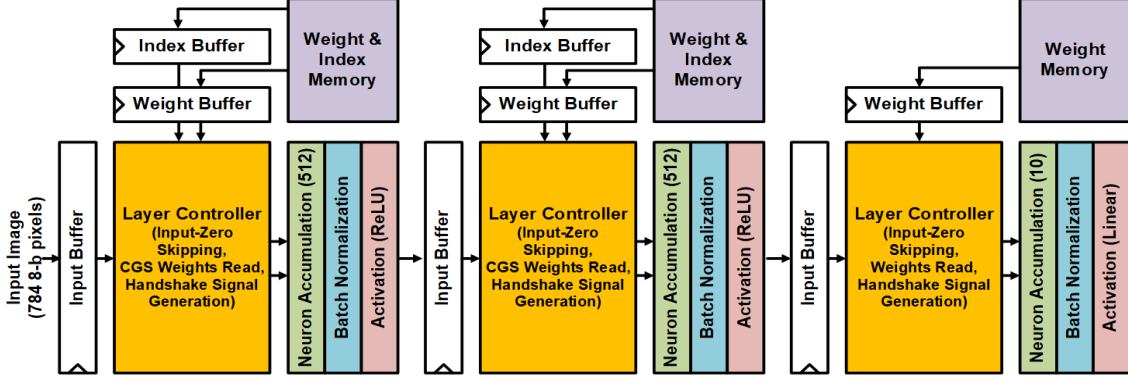 Index Buffer
Weight Buffer
Weight &
Index
Memory
Index Buffer
Weight Buffer
Weight &
Index
Memory
Weight Buffer
Weight
Memory
Input Image
(784 8-b pixels)
Input Buffer
Layer Controller
(Input-Zero
Skipping,
CGS Weights Read,
Handshake Signal
Generation)
Neuron Accumulation (512)
Batch Normalization
Activation (ReLU)
Input Buffer
Layer Controller
(Input-Zero
Skipping,
CGS Weights Read,
Handshake Signal
Generation)
Neuron Accumulation (512)
Batch Normalization
Activation (ReLU)
Input Buffer
Layer Controller
(Input-Zero
Skipping,
Weights Read,
Handshake Signal
Generation)
Neuron Accumulation (10)
Batch Normalization
Activation (Linear)